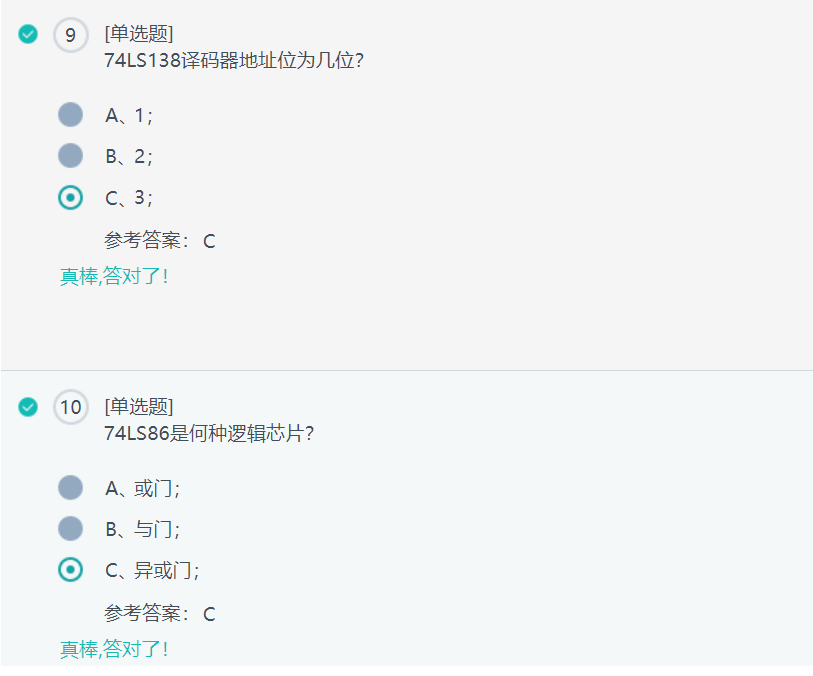 9 [单选题]
74LS138译码器地址位为几位?
A、1；
B、2；
C、3；
参考答案： C
真棒,答对了!
10 [单选题]
74LS86是何种逻辑芯片?
A、或门；
B、与门；
C、异或门；
参考答案： C
真棒,答对了!